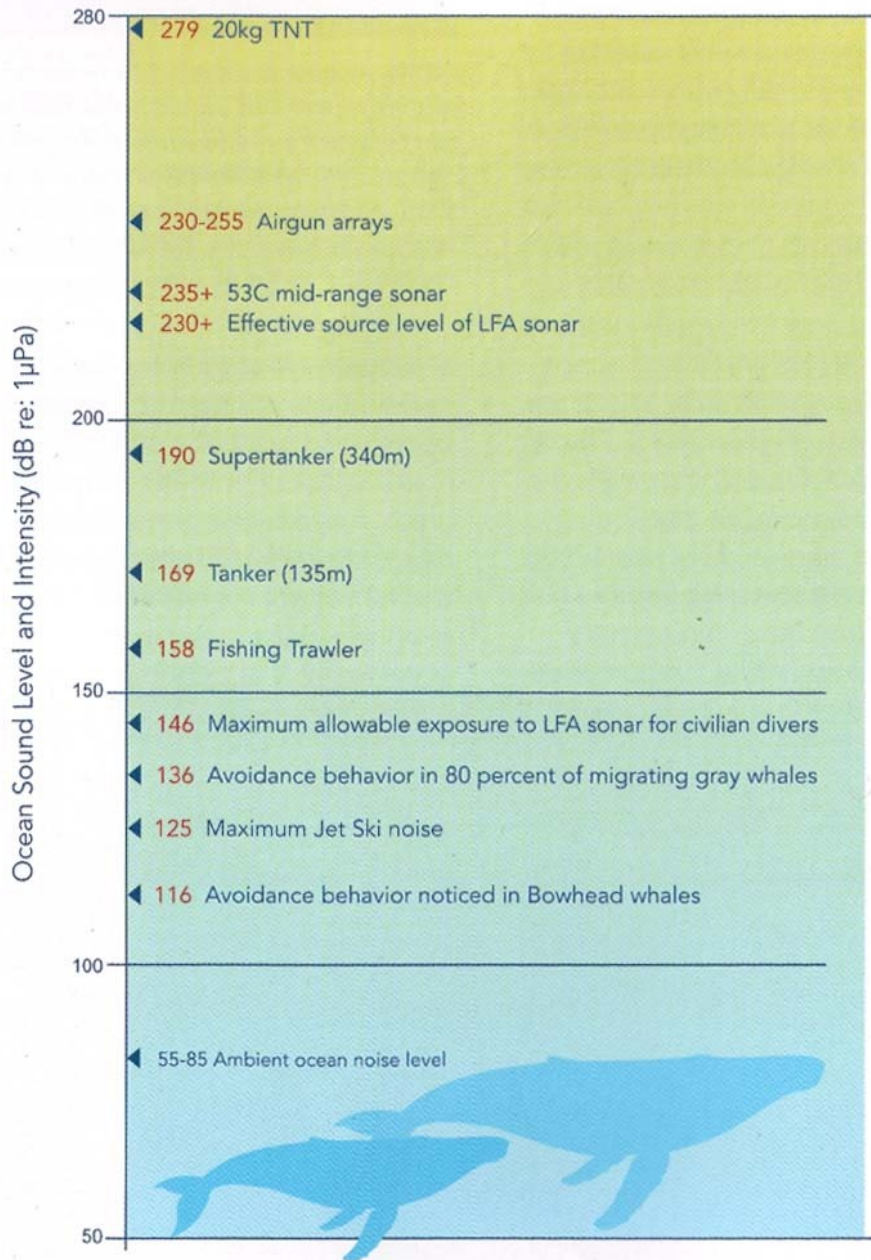 280
279 20kg TNT
230-255 Airgun arrays
235+ 53C mid-range sonar
230+ Effective source level of LFA sonar
200
190 Supertanker (340m)
169 Tanker (135m)
158 Fishing Trawler
150
146 Maximum allowable exposure to LFA sonar for civilian divers
136 Avoidance behavior in 80 percent of migrating gray whales
125 Maximum Jet Ski noise
116 Avoidance behavior noticed in Bowhead whales
100
55-85 Ambient ocean noise level
50
Ocean Sound Level and Intensity (dB re: 1μPa)